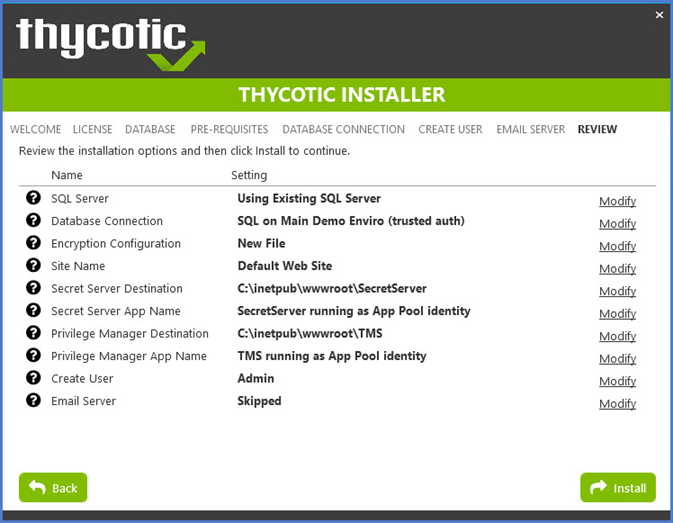 thycotic
THYCOTIC INSTALLER
WELCOME LICENSE DATABASE PRE-REQUISITES DATABASE CONNECTION CREATE USER EMAIL SERVER REVIEW
Review the installation options and then click Install to continue.
Name Setting
SQL Server Using Existing SQL Server Modify
Database Connection SQL on Main Demo Enviro (trusted auth) Modify
Encryption Configuration New File Modify
Site Name Default Web Site Modify
Secret Server Destination C:\inetpub\wwwroot\SecretServer Modify
Secret Server App Name SecretServer running as App Pool identity Modify
Privilege Manager Destination C:\inetpub\wwwroot\TMS Modify
Privilege Manager App Name TMS running as App Pool identity Modify
Create User Admin Modify
Email Server Skipped Modify
Back Install